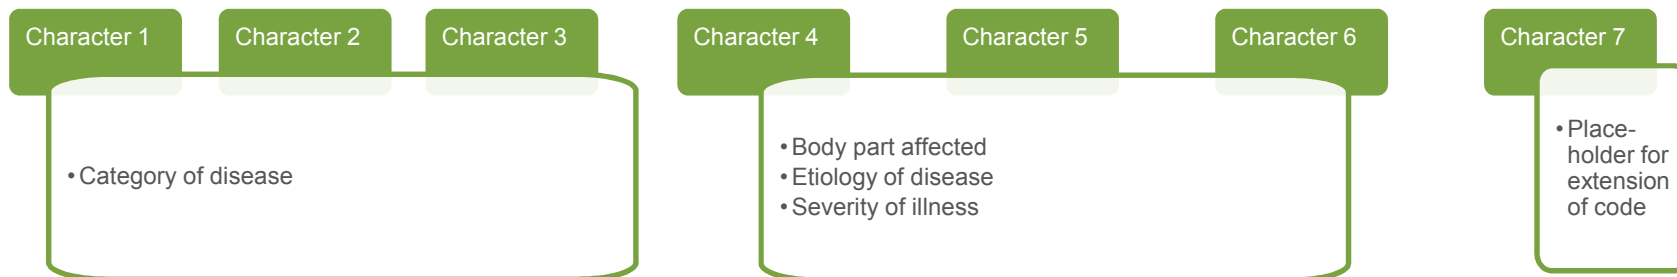 Character 1
Character 2
Character 3
Character 4
Character 5
Character 6
Character 7
• Category of disease
• Body part affected
• Etiology of disease
• Severity of illness
• Place-
holder for
extension
of code